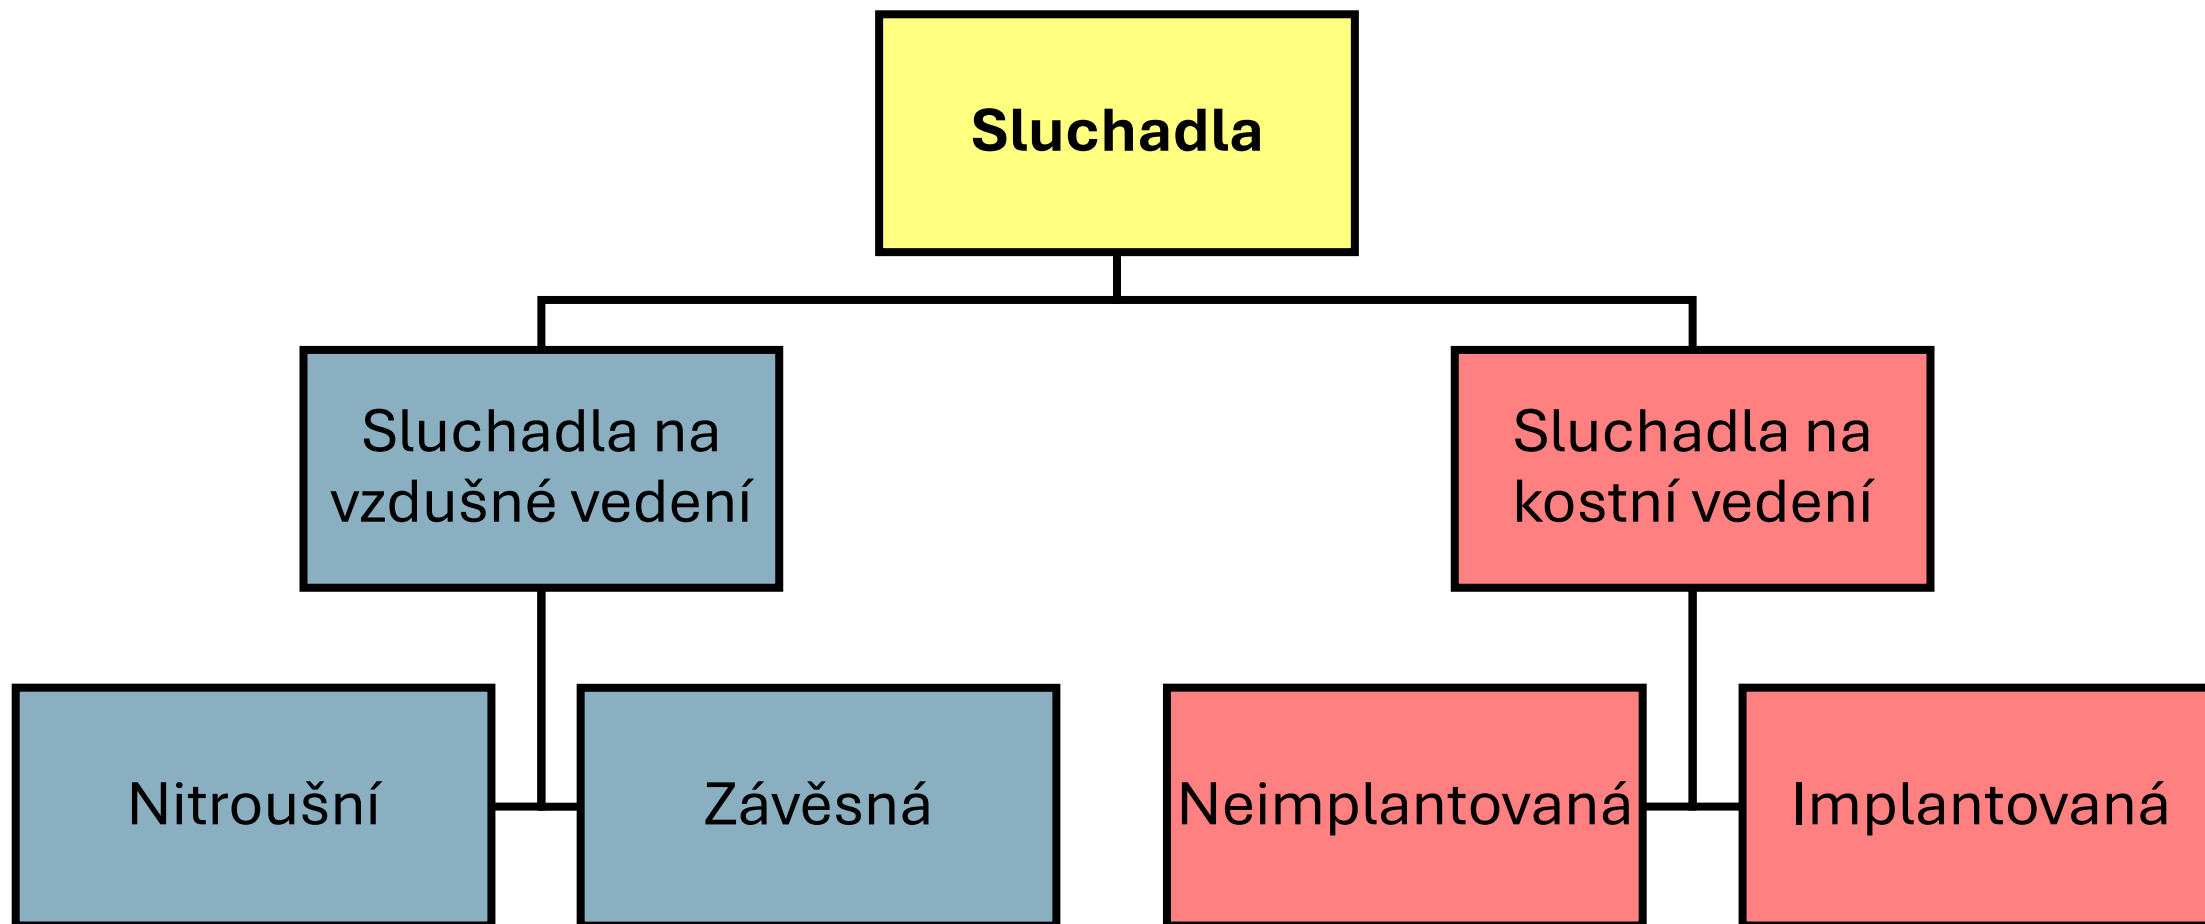 Sluchadla
Sluchadla na
vzdušné vedení
Sluchadla na
kostní vedení
Nitroušní
Závěsná
Neimplantovaná
Implantovaná